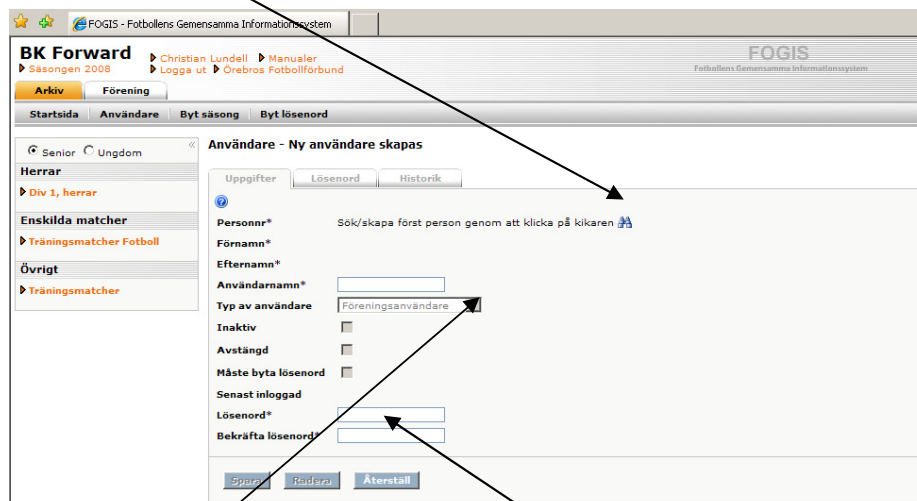 FOGIS - Fotbollens Gemensamma Informationssystem
BK Forward
Säsongen 2008
Christian Lundell Manualer
Logga ut Örebros Fotbollförbund
FOGIS
Fotbollens Gemensamma Informationssystem
Arkiv Förening
Startsida Användare Byt säsong Byt lösenord
Senior Ungdom «
Herrar
Div 1, herrar
Enskilda matcher
Träningsmatcher Fotboll
Övrigt
Träningsmatcher
Användare - Ny användare skapas
Uppgifter Lösenord Historik
Personnr* Sök/skapa först person genom att klicka på kikaren
Förnamn*
Efternamn*
Användarnamn*
Typ av användare Föreningsanvändare
Inaktiv
Avstängd
Måste byta lösenord
Senast inloggad
Lösenord*
Bekräfta lösenord*
Spara Radera Återställ